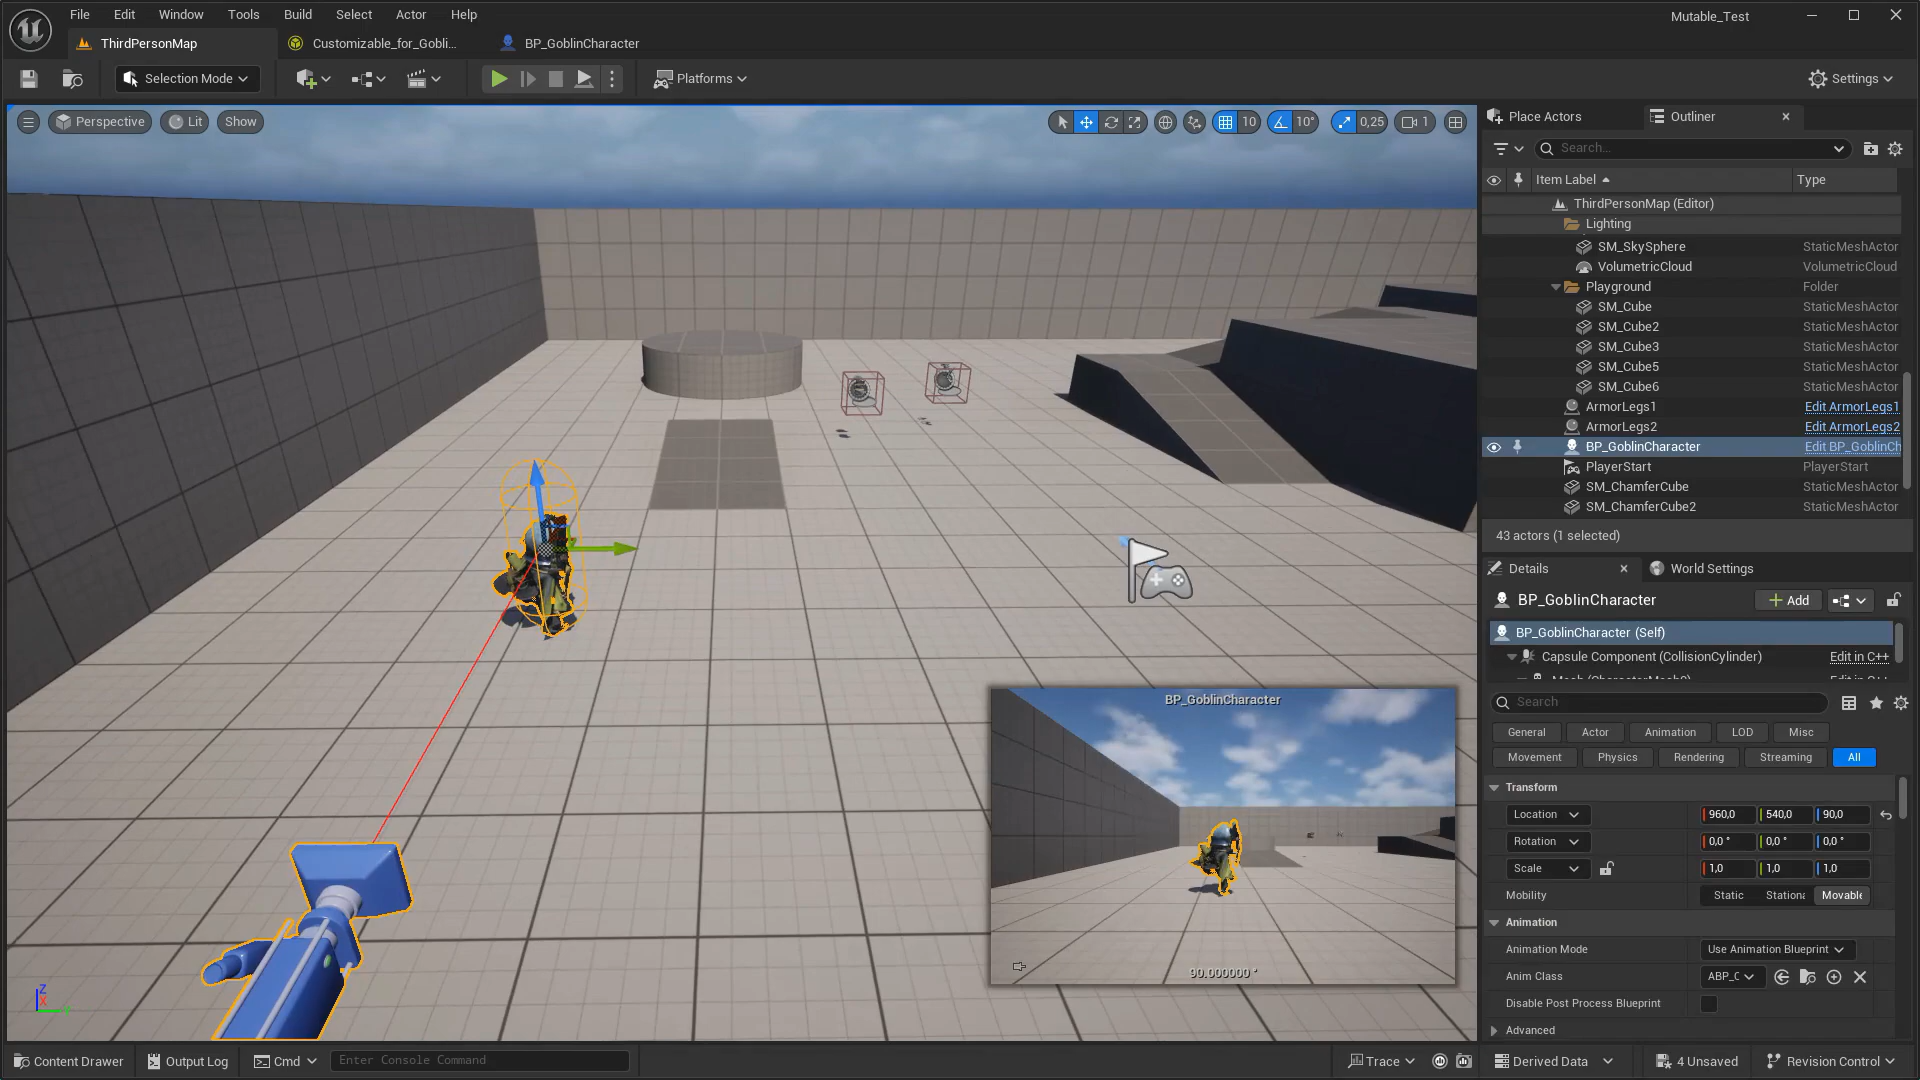 File Edit Window Tools Build Select Actor Help
Mutable_Test
ThirdPersonMap
Customizable_for_Gobli...
BP_GoblinCharacter
Selection Mode
Platforms
Settings
Perspective
Lit
Show
10
10°
0,25
1
Place Actors
Outliner
Search...
Item Label
Type
ThirdPersonMap (Editor)
Lighting
SM_SkySphere StaticMeshActor
VolumetricCloud VolumetricCloud
Playground Folder
SM_Cube StaticMeshActor
SM_Cube2 StaticMeshActor
SM_Cube3 StaticMeshActor
SM_Cube5 StaticMeshActor
SM_Cube6 StaticMeshActor
ArmorLegs1 Edit ArmorLegs1
ArmorLegs2 Edit ArmorLegs2
BP_GoblinCharacter Edit BP_GoblinCh
PlayerStart PlayerStart
SM_ChamferCube StaticMeshActor
SM_ChamferCube2 StaticMeshActor
43 actors (1 selected)
Details
World Settings
BP_GoblinCharacter
Add
BP_GoblinCharacter (Self)
Capsule Component (CollisionCylinder) Edit in C++
Search
General Actor Animation LOD Misc
Movement Physics Rendering Streaming All
Transform
Location 960,0 540,0 90,0
Rotation 0,0 ° 0,0 ° 0,0 °
Scale 1,0 1,0 1,0
Mobility Static Stationa Movable
Animation
Animation Mode Use Animation Blueprint
Anim Class ABP_C
Disable Post Process Blueprint
Advanced
BP_GoblinCharacter
90.000000 °
Z
X
Content Drawer
Output Log
Cmd
Enter Console Command
Trace
Derived Data
4 Unsaved
Revision Control